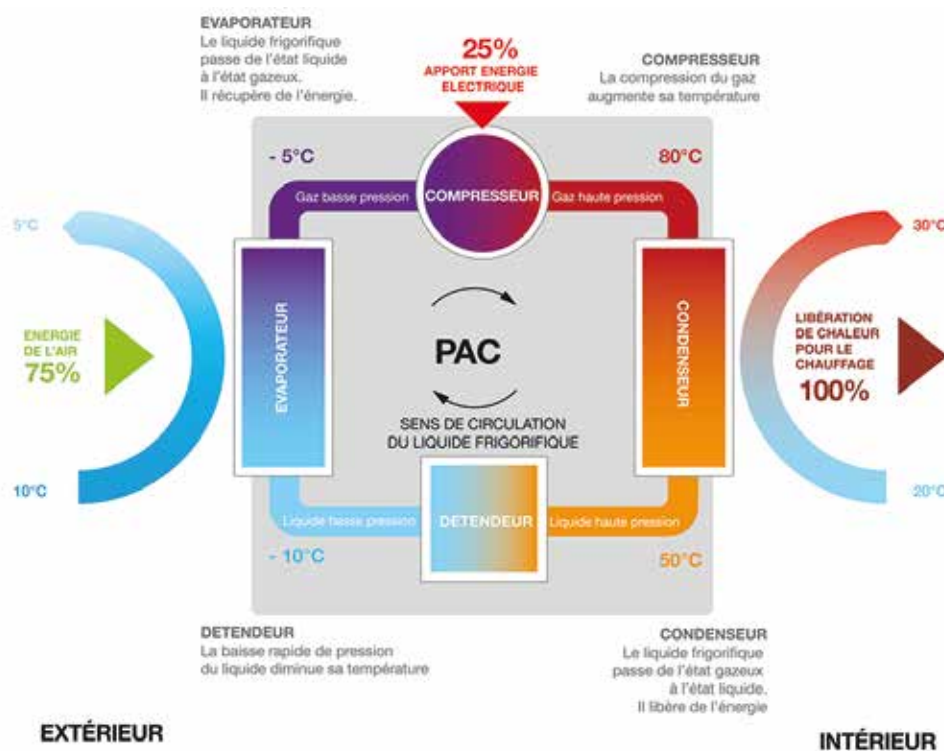 EVAPORATEUR
Le liquide frigorifique
passe de l'état liquide
à l'état gazeux.
Il récupère de l'énergie.
25%
APPORT ENERGIE
ELECTRIQUE
COMPRESSEUR
La compression du gaz
augmente sa température
- 5°C
80°C
Gaz basse pression
COMPRESSEUR
Gaz haute pression
5°C
30°C
ENERGIE
DE L'AIR
75%
EVAPORATEUR
PAC
CONDENSEUR
LIBÉRATION
DE CHALEUR
POUR LE
CHAUFFAGE
100%
SENS DE CIRCULATION
DU LIQUIDE FRIGORIFIQUE
10°C
20°C
Liquide basse pression
DETENDEUR
Liquide haute pression
- 10°C
50°C
DETENDEUR
La baisse rapide de pression
du liquide diminue sa température
CONDENSEUR
Le liquide frigorifique
passe de l'état gazeux
à l'état liquide.
Il libère de l'énergie
EXTÉRIEUR
INTÉRIEUR